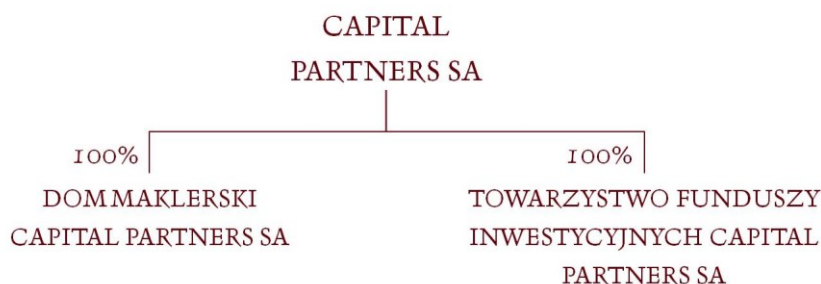 CAPITAL
PARTNERS SA
100%
100%
DOM MAKLERSKI
CAPITAL PARTNERS SA
TOWARZYSTWO FUNDUSZY
INWESTYCYJNYCH CAPITAL
PARTNERS SA